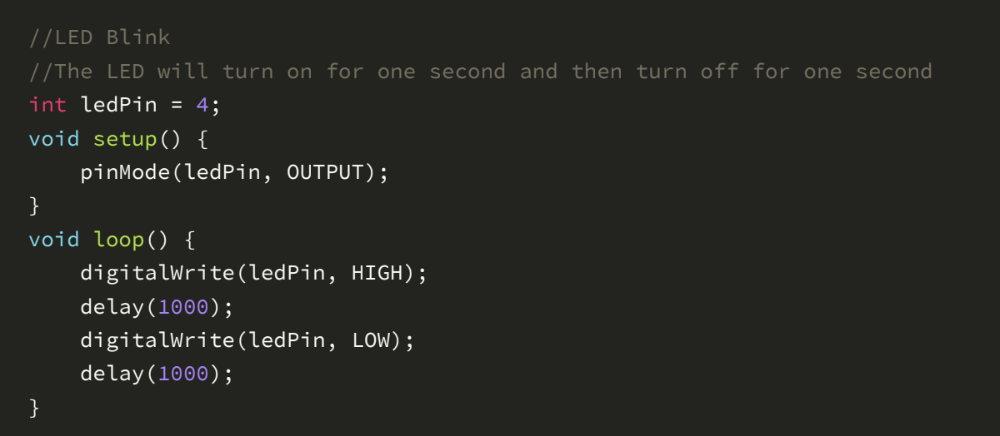 //LED Blink
//The LED will turn on for one second and then turn off for one second
int ledPin = 4;
void setup() {
    pinMode(ledPin, OUTPUT);
}
void loop() {
    digitalWrite(ledPin, HIGH);
    delay(1000);
    digitalWrite(ledPin, LOW);
    delay(1000);
}